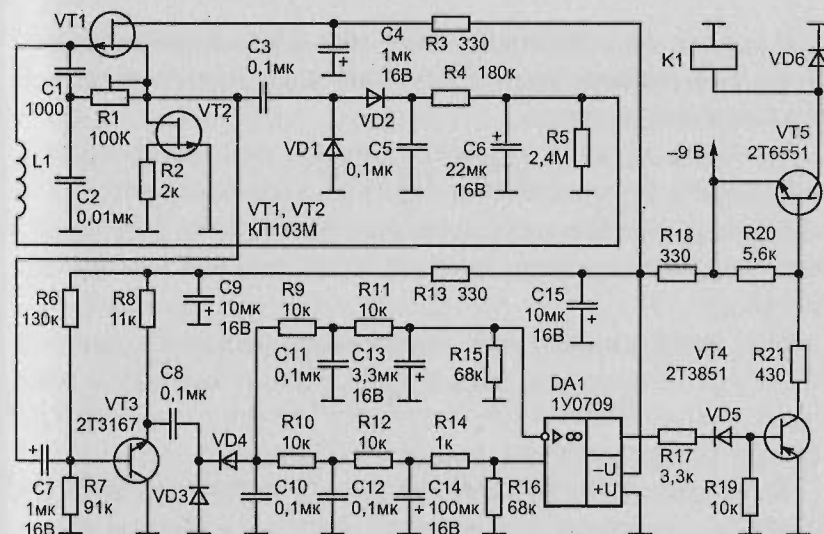 VT1
C3
0,1мк
C4
1мк
16В
R3 330
R4 180к
K1
VD6
C1
1000
R1
100К
VT2
VD1
VD2
C5
0,1мк
C6
22мк
16В
R5
2,4М
–9 В
VT5
2Т6551
L1
R2
2к
C2
0,01мк
VT1, VT2
КП103М
R18
330
R20
5,6к
R6
130к
R8
11к
C9
10мк
16В
R9
10к
R11
10к
R13 330
C15
10мк
16В
C11
0,1мк
C13
3,3мк
16В
R15
68к
VT4
2Т3851
R21
430
C8
0,1мк
DA1
1У0709
VT3
2Т3167
VD4
R10
10к
R12
10к
R14
1к
∞
–U
+U
VD5
R17
3,3к
C7
1мк
16В
R7
91к
VD3
C10
0,1мк
C12
0,1мк
C14
100мк
16В
R16
68к
R19
10к